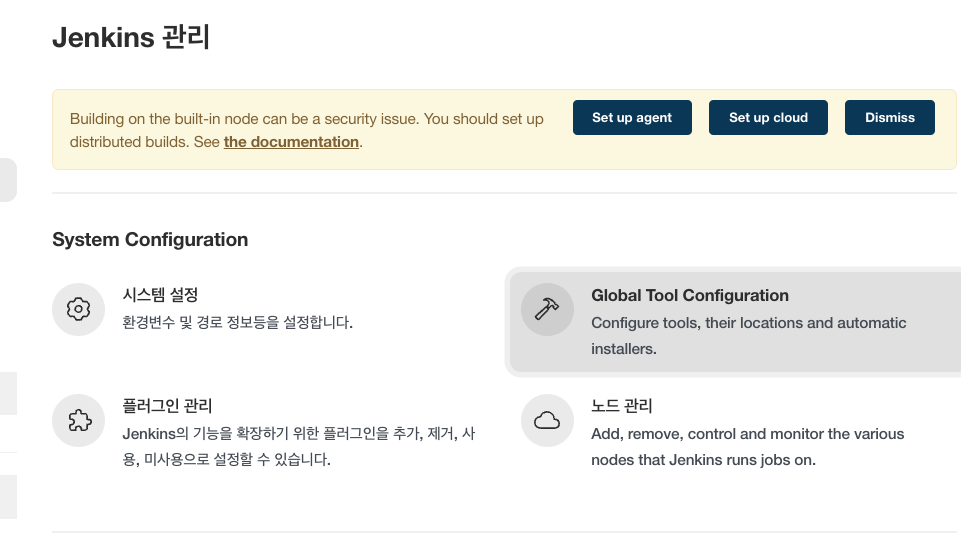 Jenkins 관리
Building on the built-in node can be a security issue. You should set up
distributed builds. See the documentation.
Set up agent
Set up cloud
Dismiss
System Configuration
시스템 설정
환경변수 및 경로 정보등을 설정합니다.
Global Tool Configuration
Configure tools, their locations and automatic
installers.
플러그인 관리
Jenkins의 기능을 확장하기 위한 플러그인을 추가, 제거, 사
용, 미사용으로 설정할 수 있습니다.
노드 관리
Add, remove, control and monitor the various
nodes that Jenkins runs jobs on.